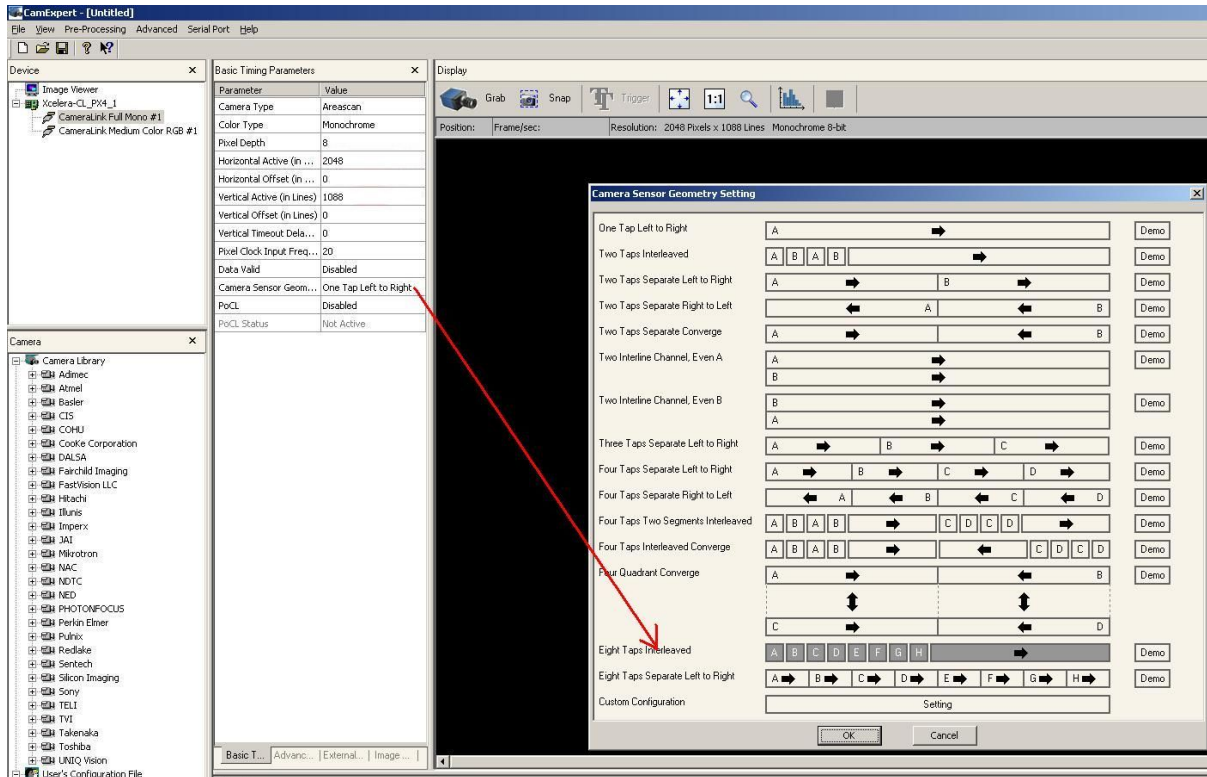 CamExpert - [Untitled]
File View Pre-Processing Advanced Serial Port Help
Device
Image Viewer
Xcelera-CL_PX4_1
CameraLink Full Mono #1
CameraLink Medium Color RGB #1
Camera
Camera Library
Adimec
Atmel
Basler
CIS
COHU
CooKe Corporation
DALSA
Fairchild Imaging
FastVision LLC
Hitachi
Illunis
Imperx
JAI
Mikrotron
NAC
NDTC
NED
PHOTONFOCUS
Perkin Elmer
Pulnix
Redlake
Sentech
Silicon Imaging
Sony
TELI
TVI
Takenaka
Toshiba
UNIQ Vision
User's Configuration File
Basic Timing Parameters
Parameter Value
Camera Type Areascan
Color Type Monochrome
Pixel Depth 8
Horizontal Active (in ... 2048
Horizontal Offset (in ... 0
Vertical Active (in Lines) 1088
Vertical Offset (in Lines) 0
Vertical Timeout Dela... 0
Pixel Clock Input Freq... 20
Data Valid Disabled
Camera Sensor Geom... One Tap Left to Right
PoCL Disabled
PoCL Status Not Active
Basic T... Advanc... External... Image ...
Display
Grab Snap Trigger 1:1
Position: Frame/sec: Resolution: 2048 Pixels x 1088 Lines Monochrome 8-bit
Camera Sensor Geometry Setting
One Tap Left to Right A Demo
Two Taps Interleaved A B A B Demo
Two Taps Separate Left to Right A B Demo
Two Taps Separate Right to Left A B Demo
Two Taps Separate Converge A B Demo
Two Interline Channel, Even A A Demo
B
Two Interline Channel, Even B B Demo
A
Three Taps Separate Left to Right A B C Demo
Four Taps Separate Left to Right A B C D Demo
Four Taps Separate Right to Left A B C D Demo
Four Taps Two Segments Interleaved A B A B C D C D Demo
Four Taps Interleaved Converge A B A B C D C D Demo
Four Quadrant Converge A B Demo
C D
Eight Taps Interleaved A B C D E F G H Demo
Eight Taps Separate Left to Right A B C D E F G H Demo
Custom Configuration Setting
OK Cancel